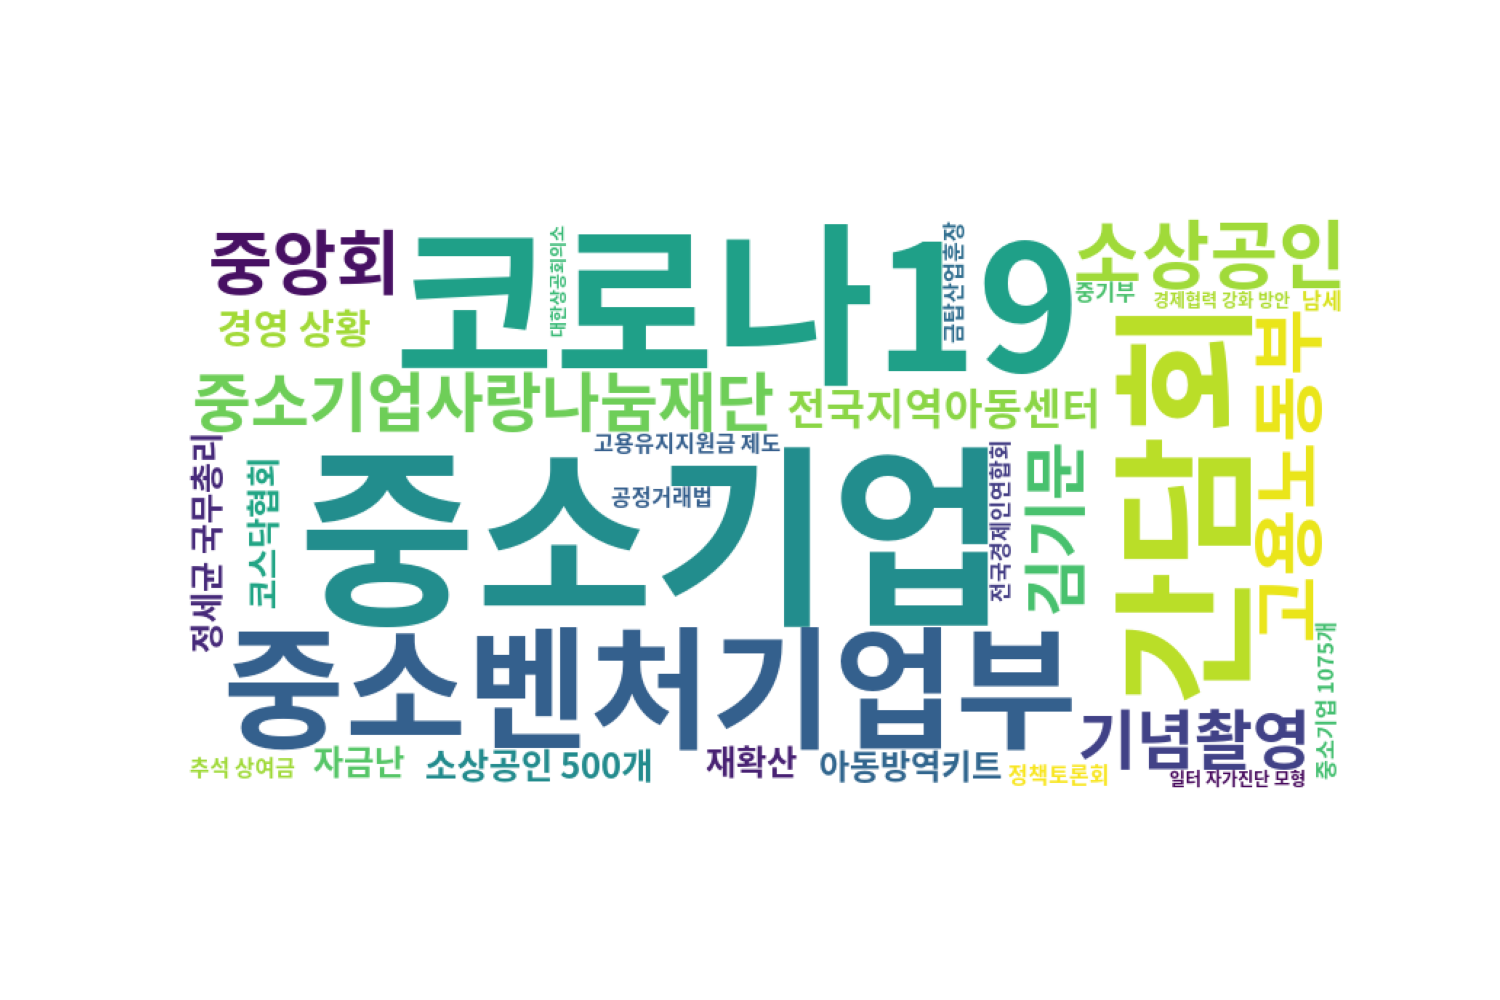 중앙회
코로나19
대한상공회의소
금탑산업훈장
소상공인
중기부
경제협력 강화 방안
남세
경영 상황
중소기업사랑나눔재단
전국지역아동센터
간담회
고용노동부
정세균 국무총리
코스닥협회
고용유지지원금 제도
중소기업
공정거래법
전국경제인연합회
김기문
중소벤처기업부
중소기업 1075개
기념촬영
추석 상여금
자금난
소상공인 500개
재확산
아동방역키트
정책토론회
일터 자가진단 모형